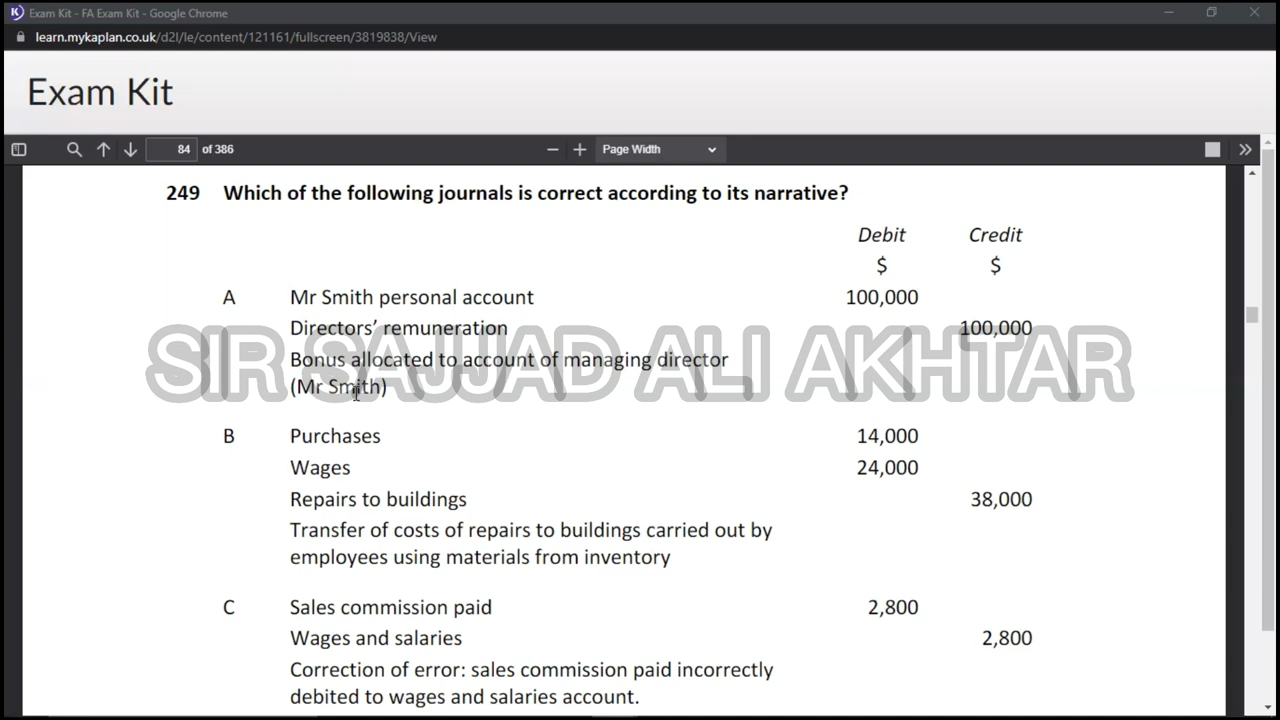 Exam Kit - FA Exam Kit - Google Chrome
learn.mykaplan.co.uk/d2l/le/content/121161/fullscreen/3819838/View
Exam Kit
84 of 386
Page Width
249 Which of the following journals is correct according to its narrative?
Debit Credit
$ $
A Mr Smith personal account 100,000
Directors’ remuneration 100,000
SIR SAJJAD ALI AKHTAR
Bonus allocated to account of managing director
(Mr Smith)
B Purchases 14,000
Wages 24,000
Repairs to buildings 38,000
Transfer of costs of repairs to buildings carried out by
employees using materials from inventory
C Sales commission paid 2,800
Wages and salaries 2,800
Correction of error: sales commission paid incorrectly
debited to wages and salaries account.